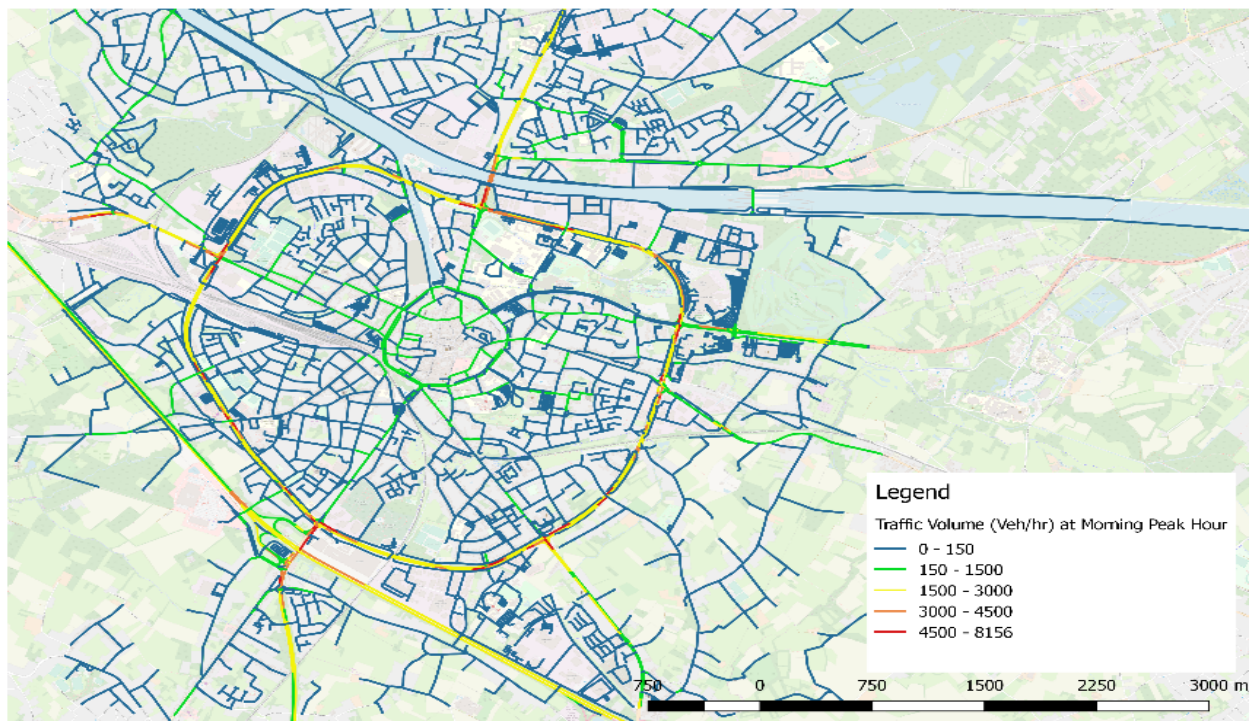 Legend
Traffic Volume (Veh/hr) at Morning Peak Hour
0 - 150
150 - 1500
1500 - 3000
3000 - 4500
4500 - 8156
750 0 750 1500 2250 3000 m